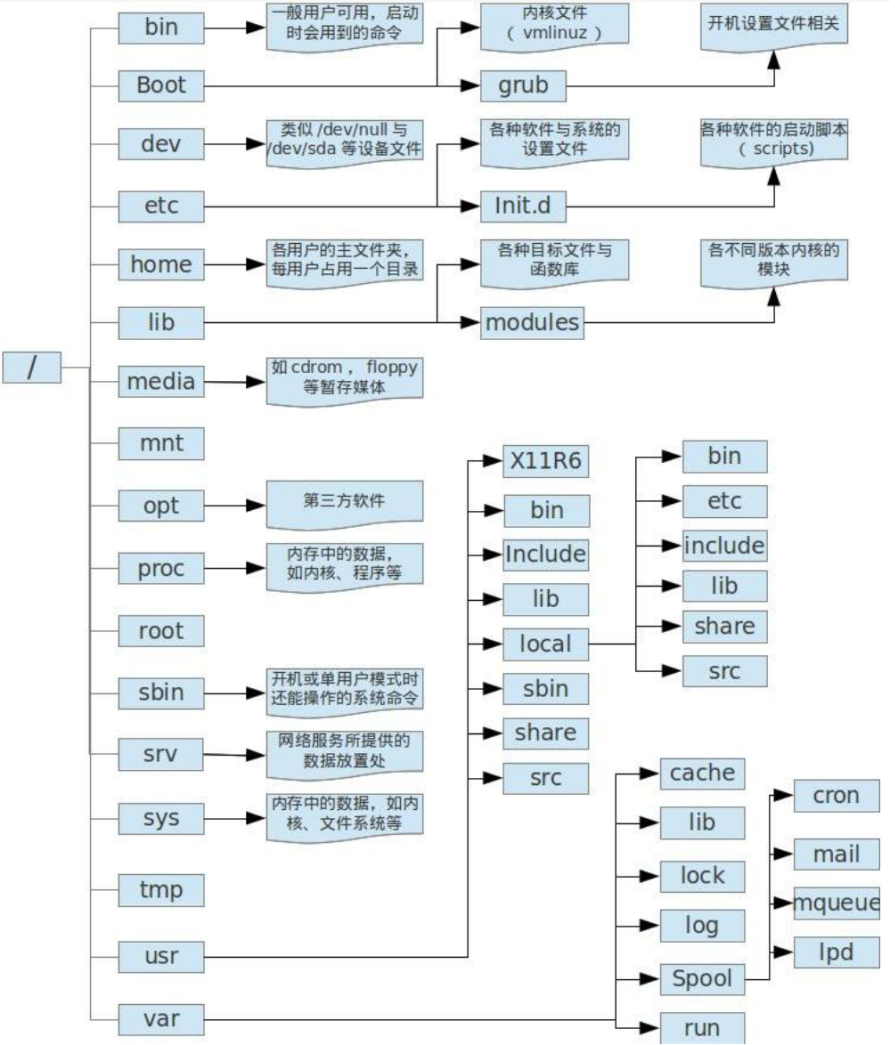 bin
一般用户可用，启动
时会用到的命令
内核文件
（ vmlinuz ）
开机设置文件相关
Boot
grub
dev
类似 /dev/null 与
/dev/sda 等设备文件
各种软件与系统的
设置文件
各种软件的启动脚本
（ scripts)
etc
Init.d
home
各用户的主文件夹，
每用户占用一个目录
各种目标文件与
函数库
各不同版本内核的
模块
lib
modules
/
media
如 cdrom ， floppy
等暂存媒体
mnt
opt
第三方软件
proc
内存中的数据，
如内核、程序等
root
sbin
开机或单用户模式时
还能操作的系统命令
srv
网络服务所提供的
数据放置处
sys
内存中的数据，如内
核、文件系统等
tmp
usr
var
X11R6
bin
Include
lib
local
sbin
share
src
bin
etc
include
lib
share
src
cache
lib
lock
log
Spool
run
cron
mail
mqueue
lpd